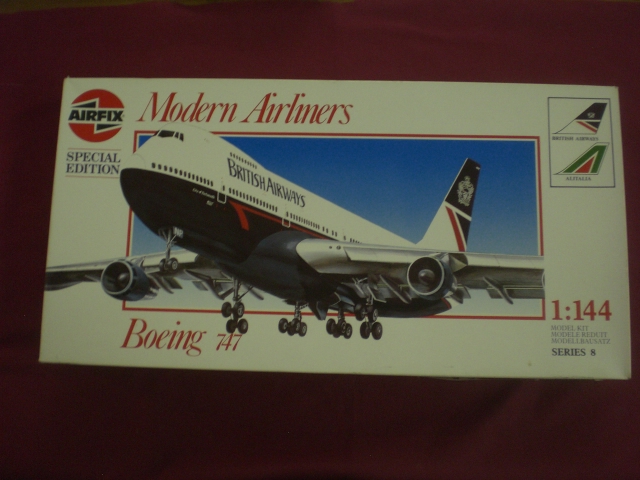 AIRFIX
Modern Airliners
SPECIAL
EDITION
BRITISH AIRWAYS
BRITISH AIRWAYS
ALITALIA
Boeing 747
1:144
MODEL KIT
MODELE REDUIT
MODELLBAUSATZ
SERIES 8